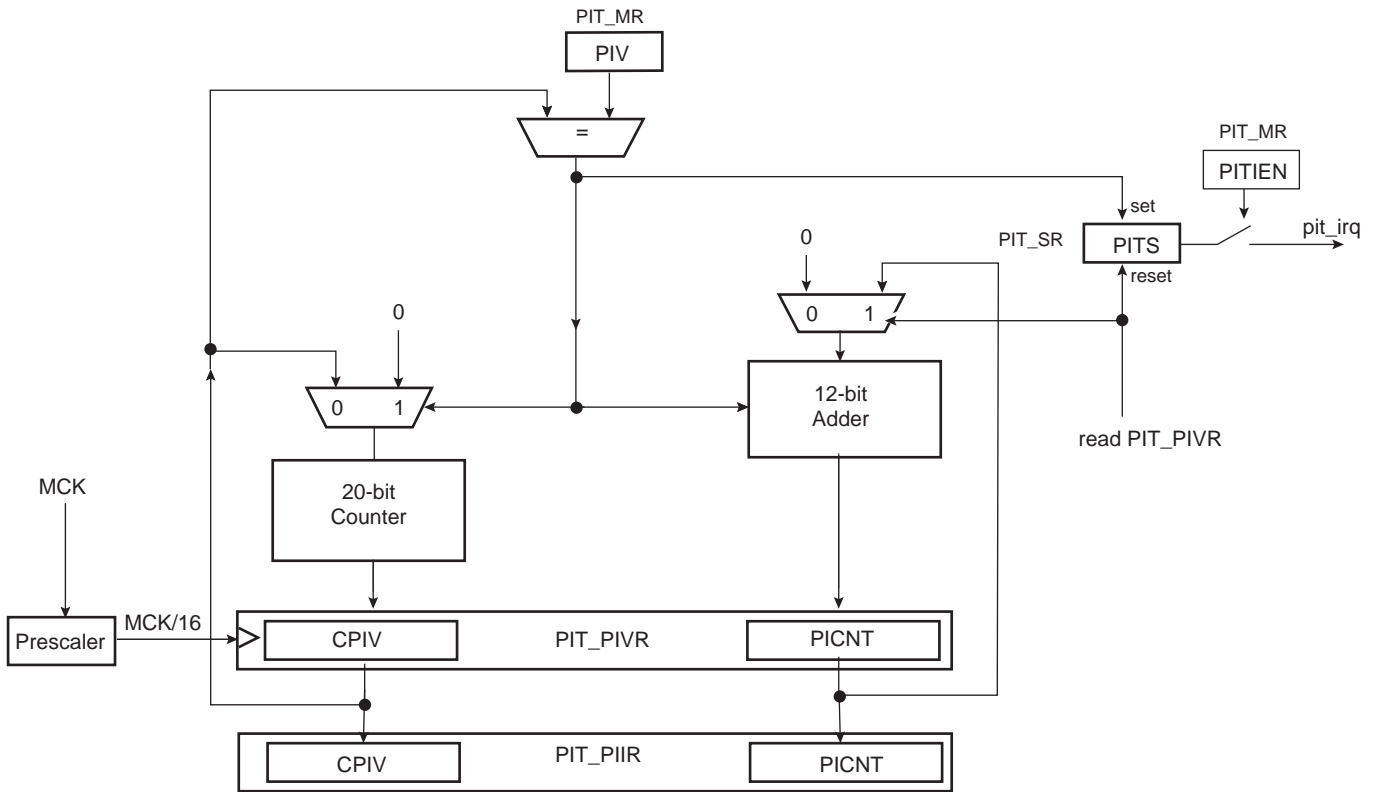 PIT_MR
PIV
=
PIT_MR
PITIEN
set
PIT_SR
PITS
pit_irq
reset
0
0 1
0
0 1
12-bit
Adder
read PIT_PIVR
MCK
20-bit
Counter
Prescaler
MCK/16
CPIV
PIT_PIVR
PICNT
CPIV
PIT_PIIR
PICNT